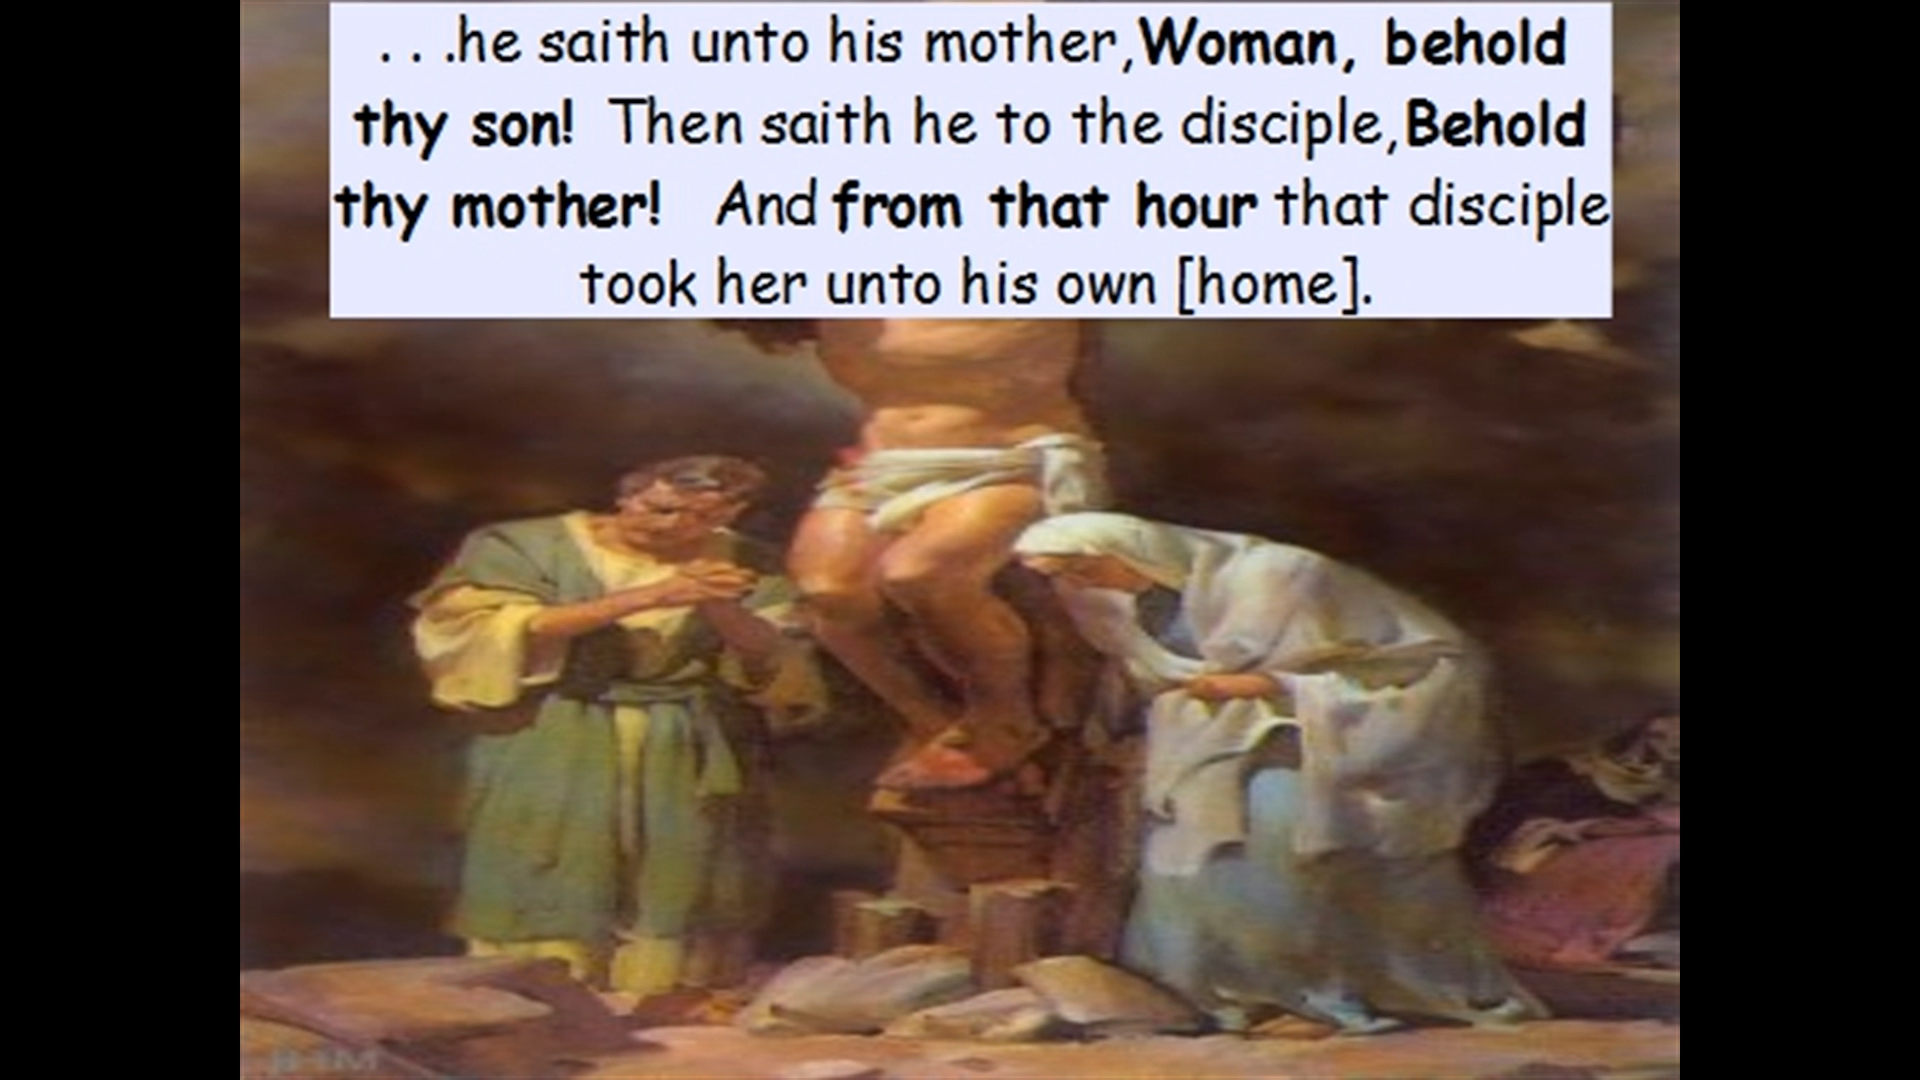 . . .he saith unto his mother,Woman, behold
thy son! Then saith he to the disciple,Behold
thy mother! And from that hour that disciple
took her unto his own [home].